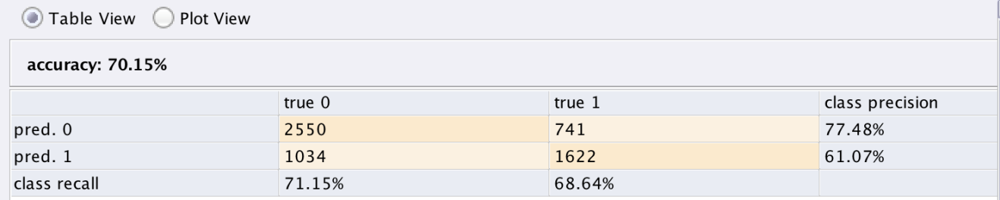 Table View Plot View
accuracy: 70.15%
true 0 true 1 class precision
pred. 0 2550 741 77.48%
pred. 1 1034 1622 61.07%
class recall 71.15% 68.64%